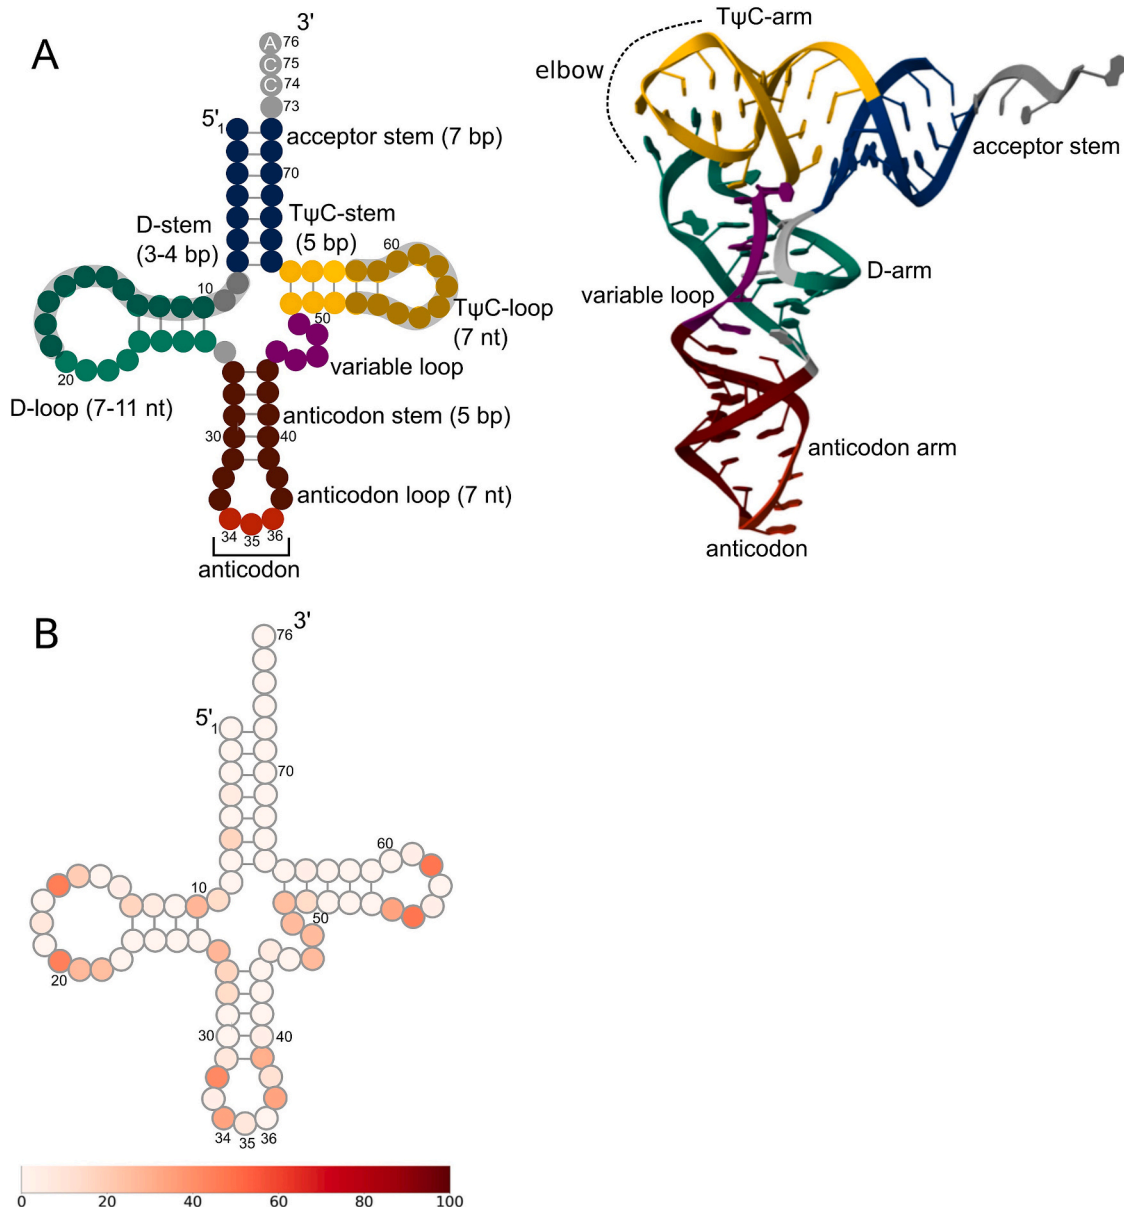 A
3'
A 76
C 75
C 74
73
5'
1
acceptor stem (7 bp)
70
D-stem
(3-4 bp)
TψC-stem
(5 bp)
60
10
TψC-loop
(7 nt)
50
variable loop
20
D-loop (7-11 nt)
anticodon stem (5 bp)
30
40
anticodon loop (7 nt)
34 35 36
anticodon
TψC-arm
elbow
acceptor stem
D-arm
variable loop
anticodon arm
anticodon
B
3'
76
5'
1
70
60
10
50
20
30
40
34 35 36
0 20 40 60 80 100